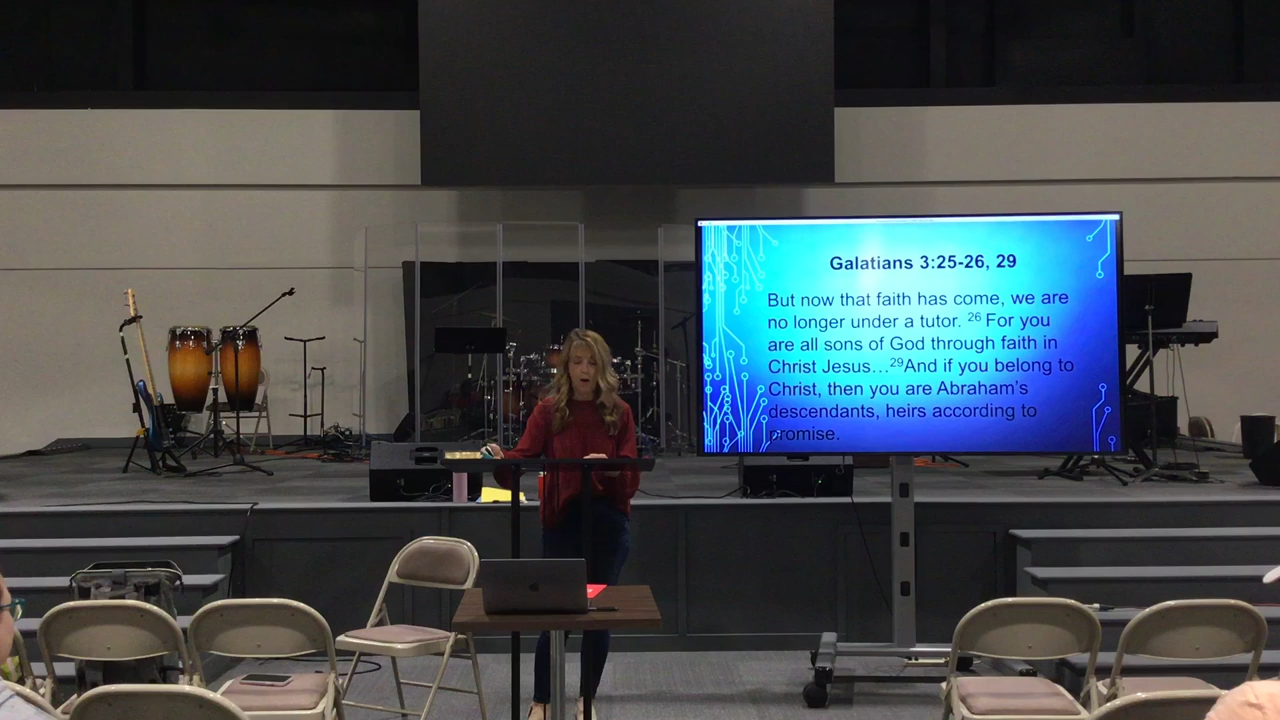 Galatians 3:25-26, 29
But now that faith has come, we are
no longer under a tutor. 26 For you
are all sons of God through faith in
Christ Jesus…29And if you belong to
Christ, then you are Abraham's
descendants, heirs according to
promise.